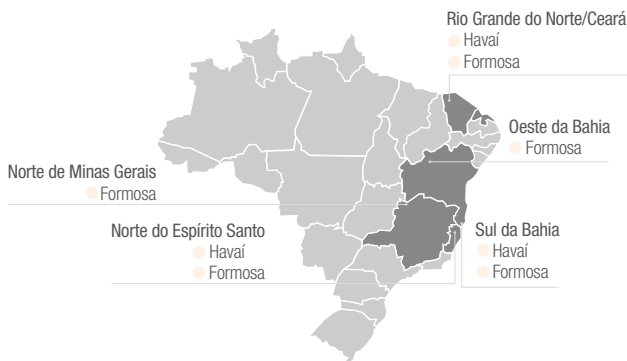 Rio Grande do Norte/Ceará
Havaí
Formosa
Oeste da Bahia
Formosa
Norte de Minas Gerais
Formosa
Norte do Espírito Santo
Havaí
Formosa
Sul da Bahia
Havaí
Formosa